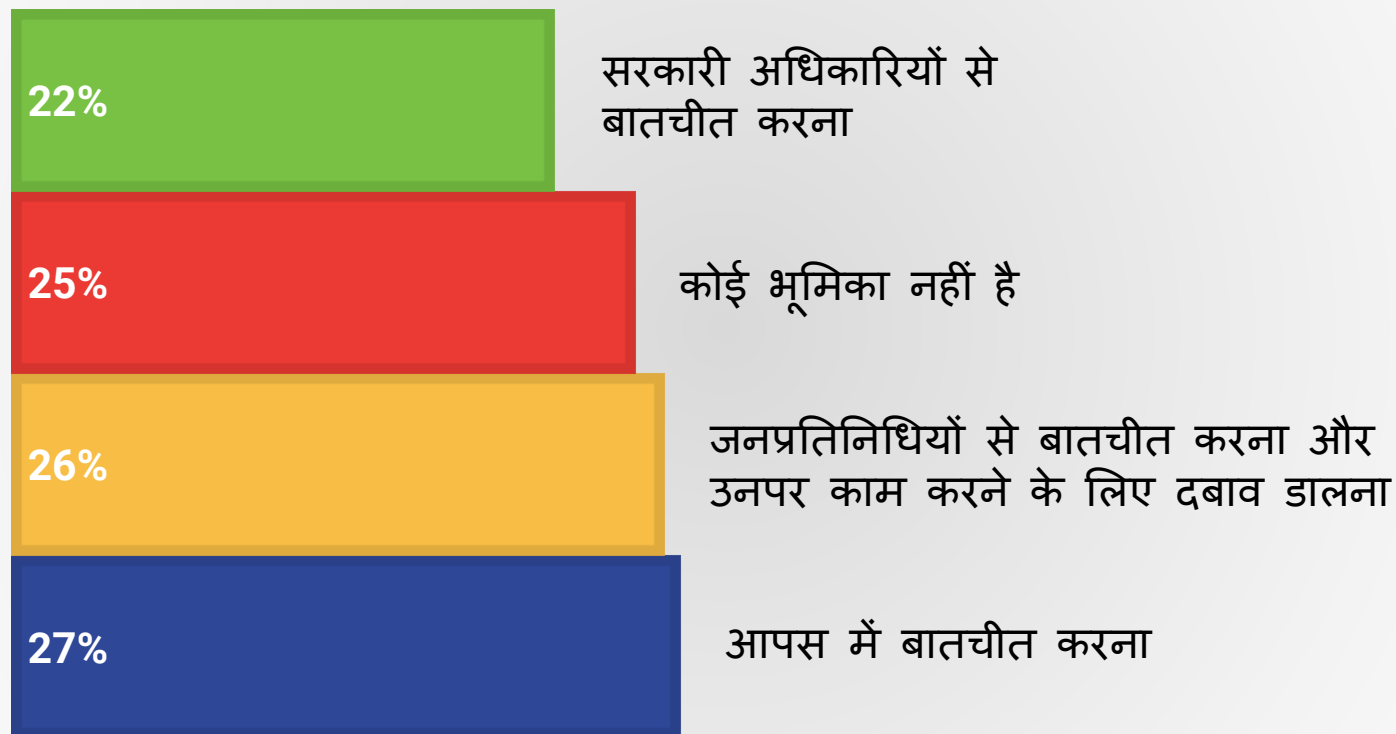 22%
सरकारी अधिकारियों से
बातचीत करना
25%
कोई भूमिका नहीं है
26%
जनप्रतिनिधियों से बातचीत करना और
उनपर काम करने के लिए दबाव डालना
27%
आपस में बातचीत करना